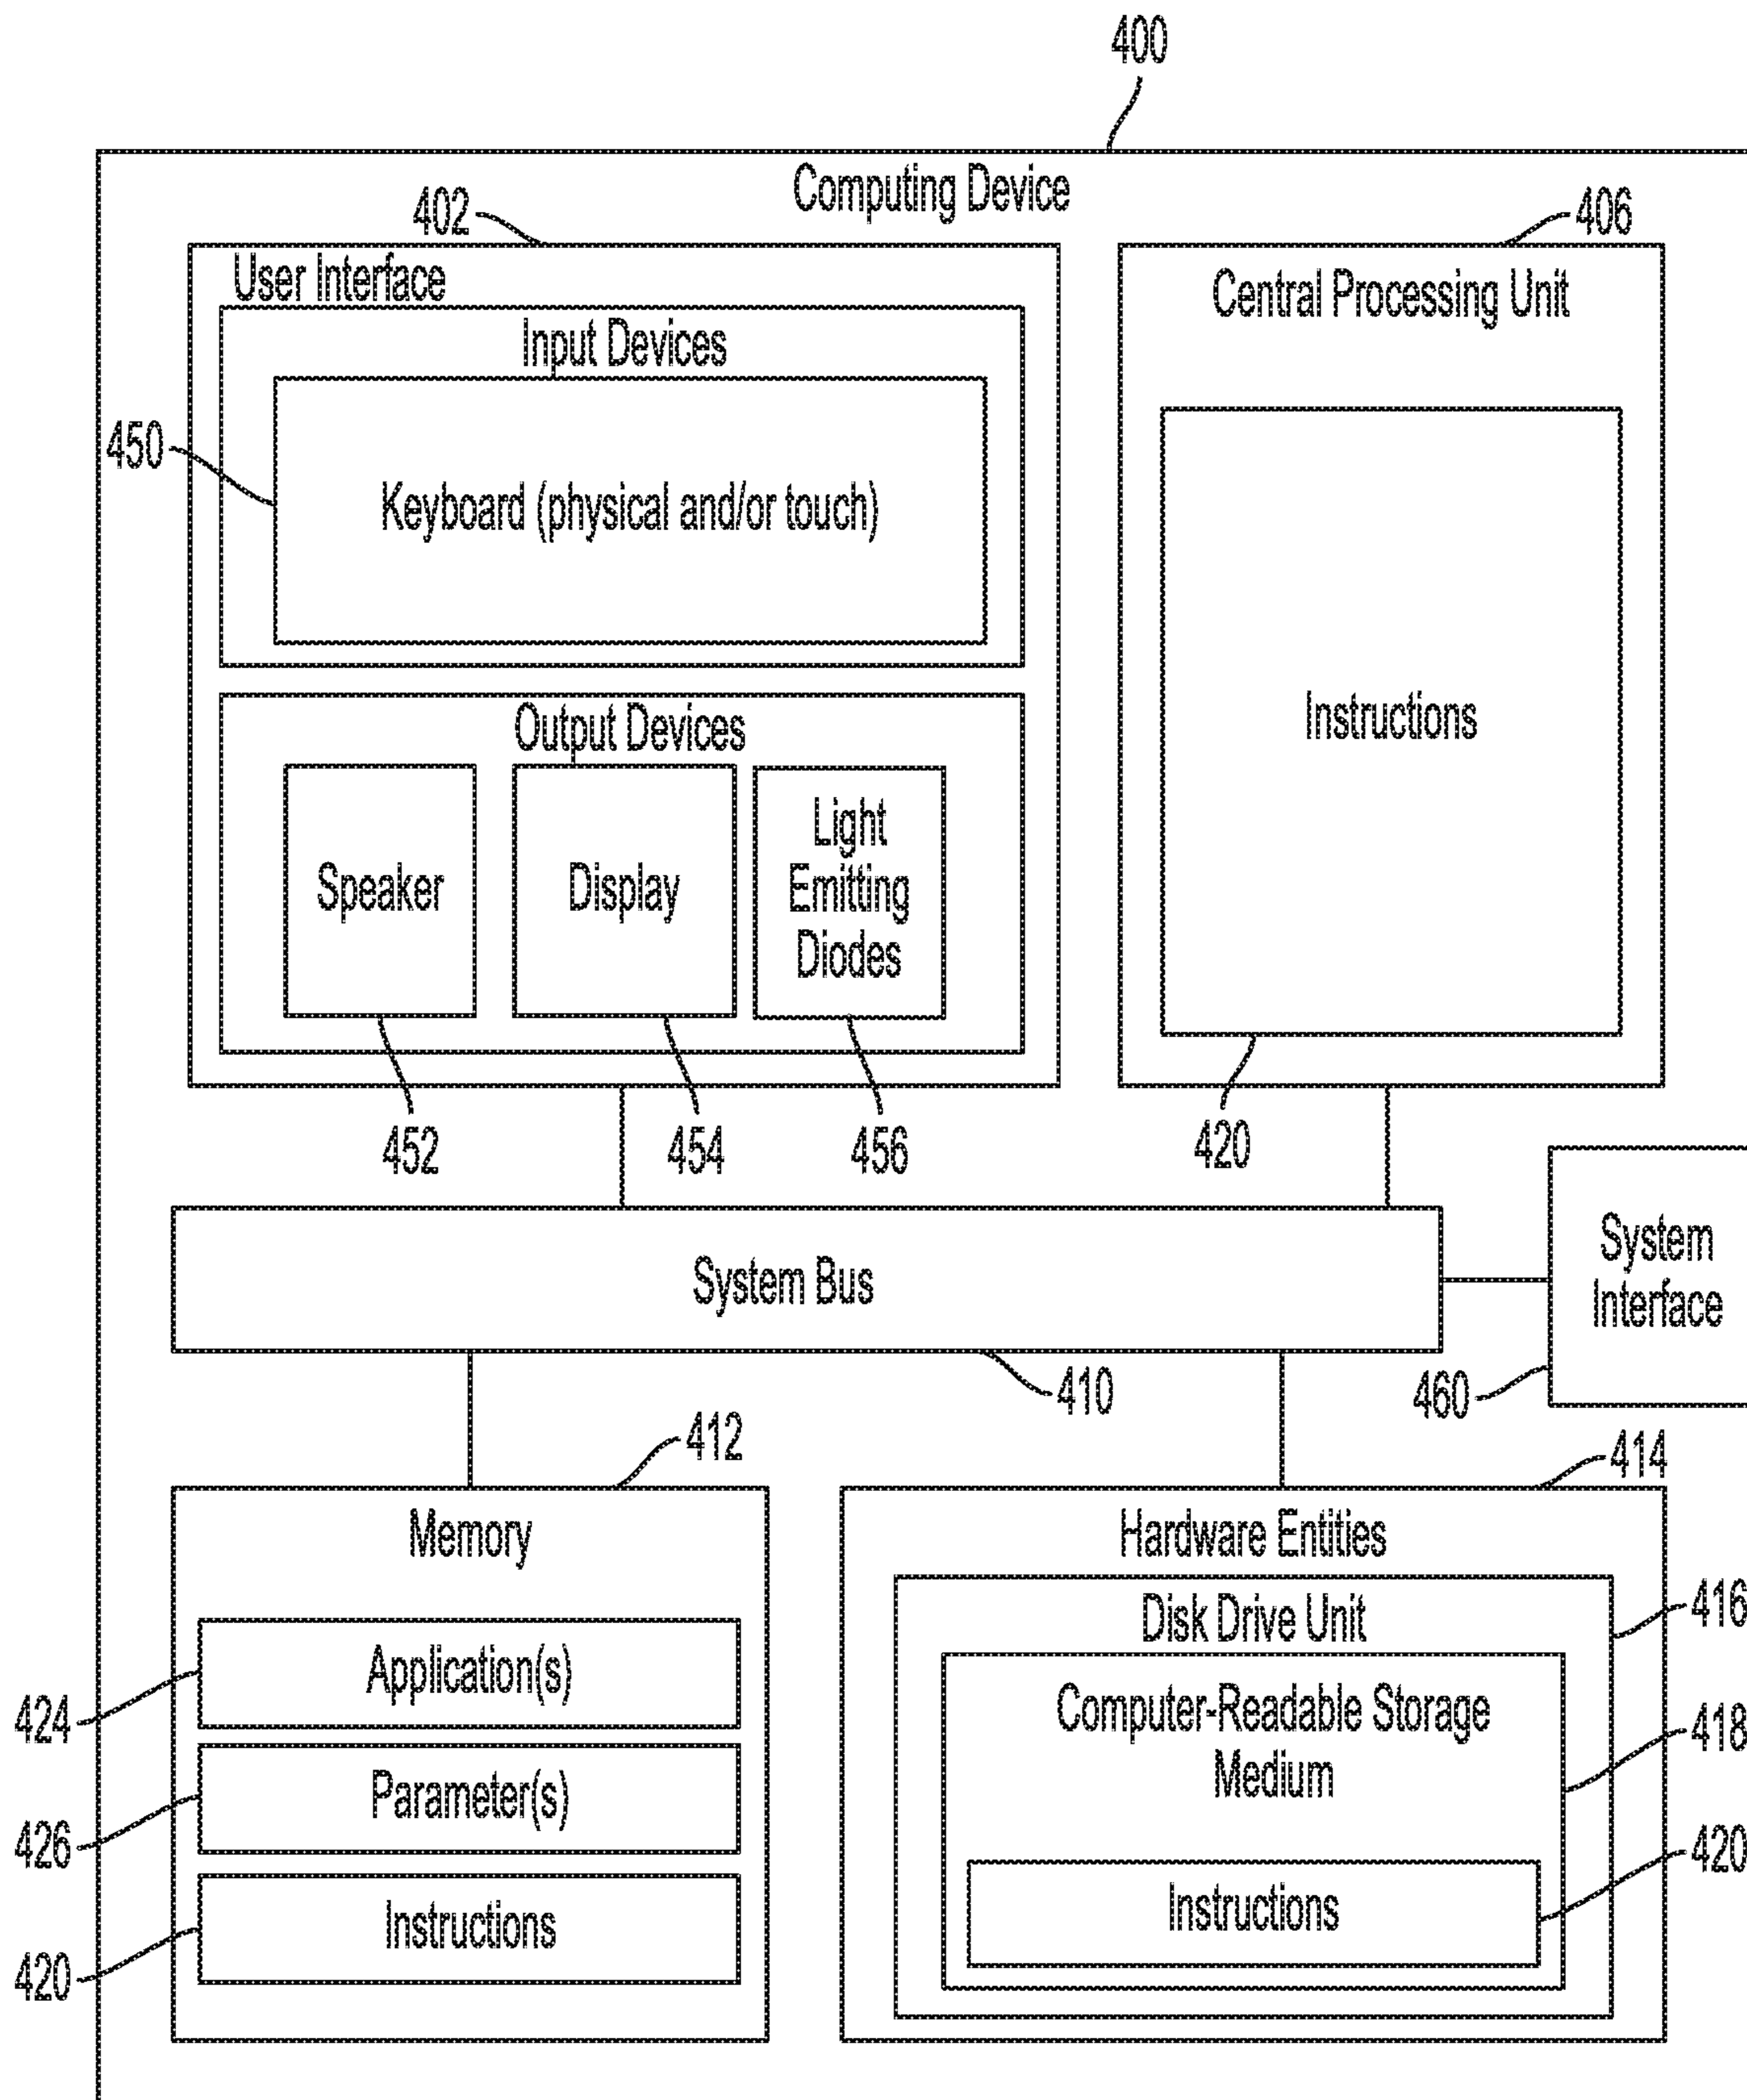 400
Computing Device
402
406
User Interface
Central Processing Unit
Input Devices
450
Keyboard (physical and/or touch)
Instructions
Output Devices
Speaker
Display
Light
Emitting
Diodes
452
454
456
420
System Bus
System
Interface
410
460
412
414
Memory
Hardware Entities
416
Disk Drive Unit
Application(s)
424
Computer-Readable Storage
Medium
418
Parameter(s)
426
420
Instructions
Instructions
420